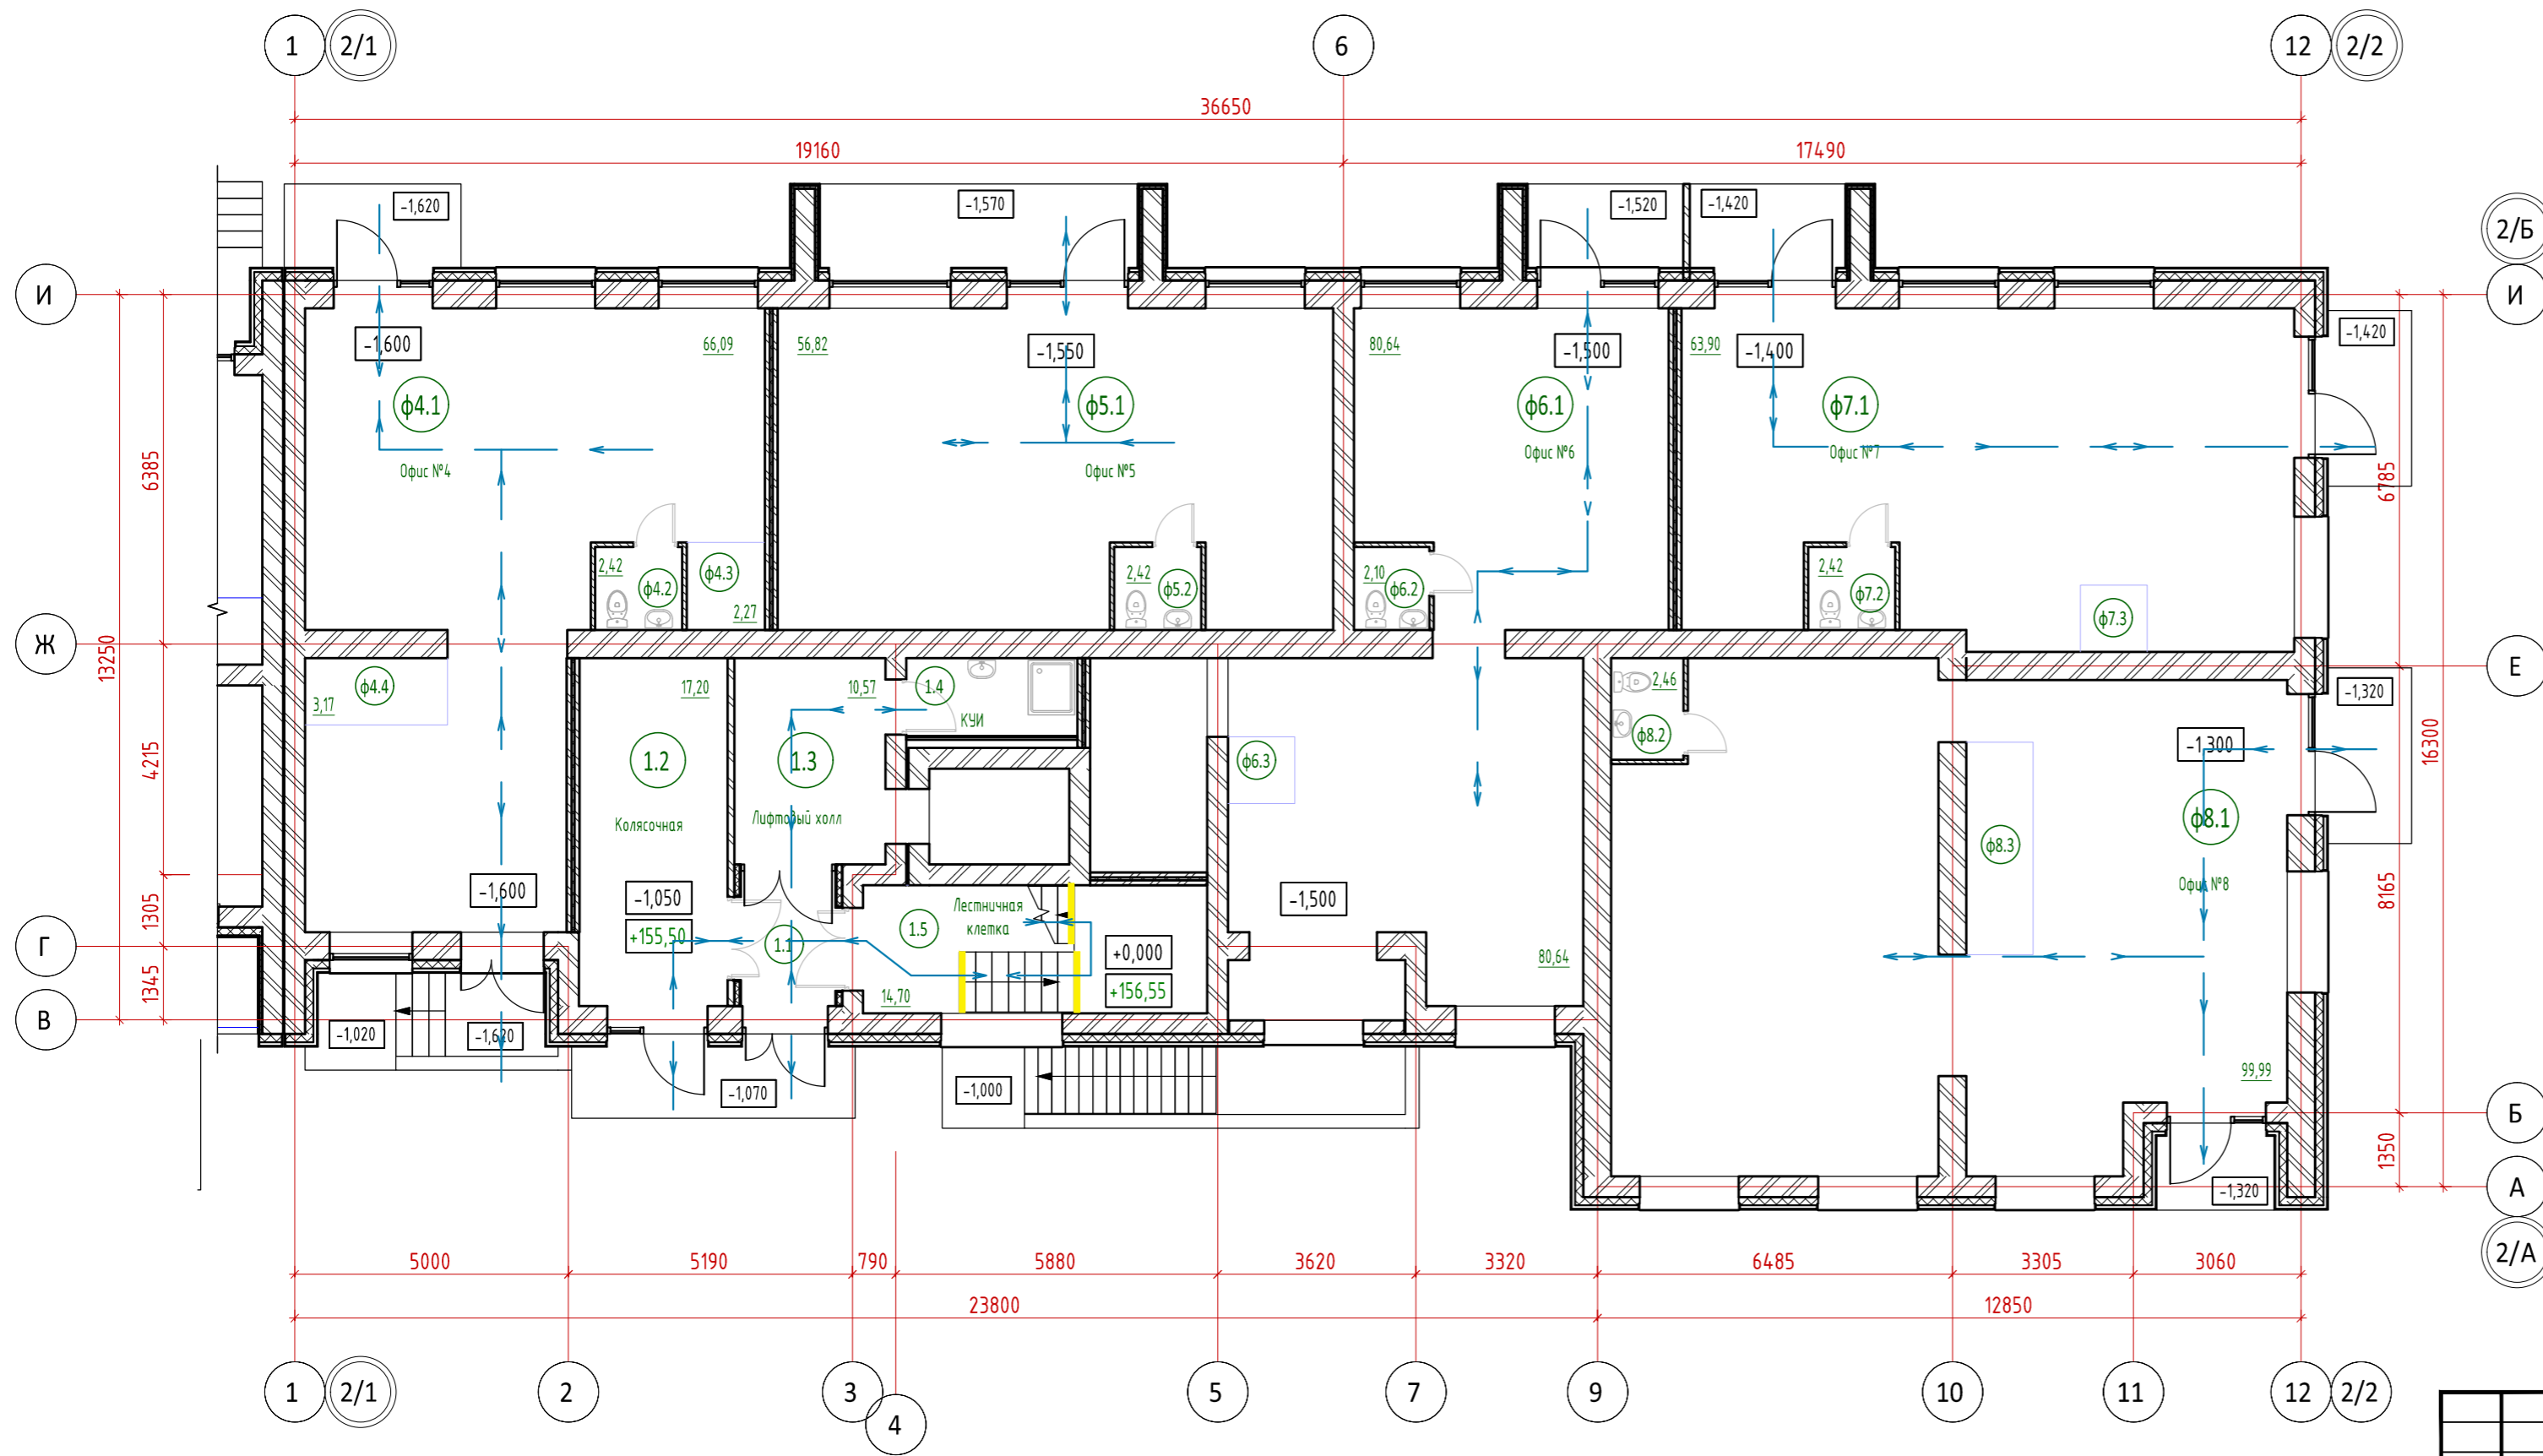 1 2/1 6 12 2/2
36650
19160 17490
2/Б
-1,620 -1,570 -1,520 -1,420
И И
-1,600 66,09 56,82 -1,550 80,64 -1,500 63,90 -1,400 -1,420
ф4.1 ф5.1 ф6.1 ф7.1
Офис №4 Офис №5 Офис №6 Офис №7
6385 6785
2,42 ф4.2 ф4.3 2,27 2,42 ф5.2 2,10 ф6.2 2,42 ф7.2 ф7.3
Ж Е
13250
3,17 ф4.4 17,20 10,57 1.4 2,46 -1,320
КУИ
ф8.2
4215 1.2 1.3 ф6.3 -1,300 16300
Колясочная Лифтовый холл ф8.3 ф8.1
Офис №8
-1,600 -1,050 -1,500 8165
1305 +155,50 1.1 1.5 Лестничная
клетка
Г +0,000 80,64
1345 14,70 +156,55
В
-1,020 -1,620 -1,070 -1,000 99,99
Б
1350
-1,320 А
2/А
5000 5190 790 5880 3620 3320 6485 3305 3060
23800 12850
1 2/1 2 3 4 5 7 9 10 11 12 2/2